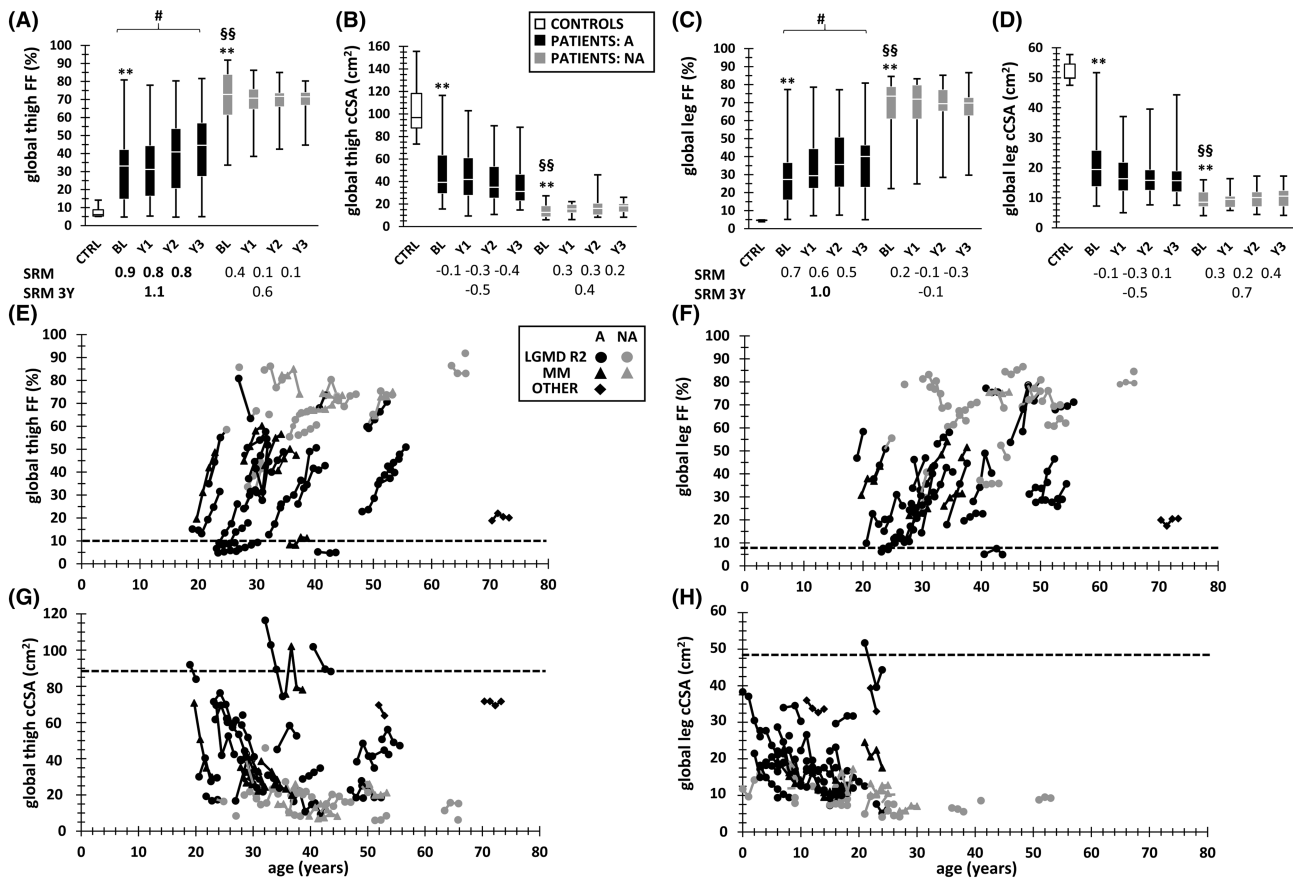 (A)
#
§§
**
**
global thigh FF (%)
100
90
80
70
60
50
40
30
20
10
0
CTRL
BL
Y1
Y2
Y3
BL
Y1
Y2
Y3
SRM 0.9 0.8 0.8 0.4 0.1 0.1
SRM 3Y 1.1 0.6
(B)
CONTROLS
PATIENTS: A
PATIENTS: NA
**
§§
**
global thigh cCSA (cm²)
160
140
120
100
80
60
40
20
0
CTRL
BL
Y1
Y2
Y3
BL
Y1
Y2
Y3
-0.1 -0.3 -0.4 0.3 0.3 0.2
-0.5 0.4
(C)
#
§§
**
**
global leg FF (%)
100
90
80
70
60
50
40
30
20
10
0
CTRL
BL
Y1
Y2
Y3
BL
Y1
Y2
Y3
SRM 0.7 0.6 0.5 0.2 -0.1 -0.3
SRM 3Y 1.0 -0.1
(D)
**
§§
**
global leg cCSA (cm²)
60
50
40
30
20
10
0
CTRL
BL
Y1
Y2
Y3
BL
Y1
Y2
Y3
-0.1 -0.3 0.1 0.3 0.2 0.4
-0.5 0.7
(E)
A NA
LGMD R2
MM
OTHER
global thigh FF (%)
100
90
80
70
60
50
40
30
20
10
0
0 10 20 30 40 50 60 70 80
(F)
global leg FF (%)
100
90
80
70
60
50
40
30
20
10
0
0 10 20 30 40 50 60 70 80
(G)
global thigh cCSA (cm²)
120
100
80
60
40
20
0
0 10 20 30 40 50 60 70 80
age (years)
(H)
global leg cCSA (cm²)
60
50
40
30
20
10
0
0 10 20 30 40 50 60 70 80
age (years)